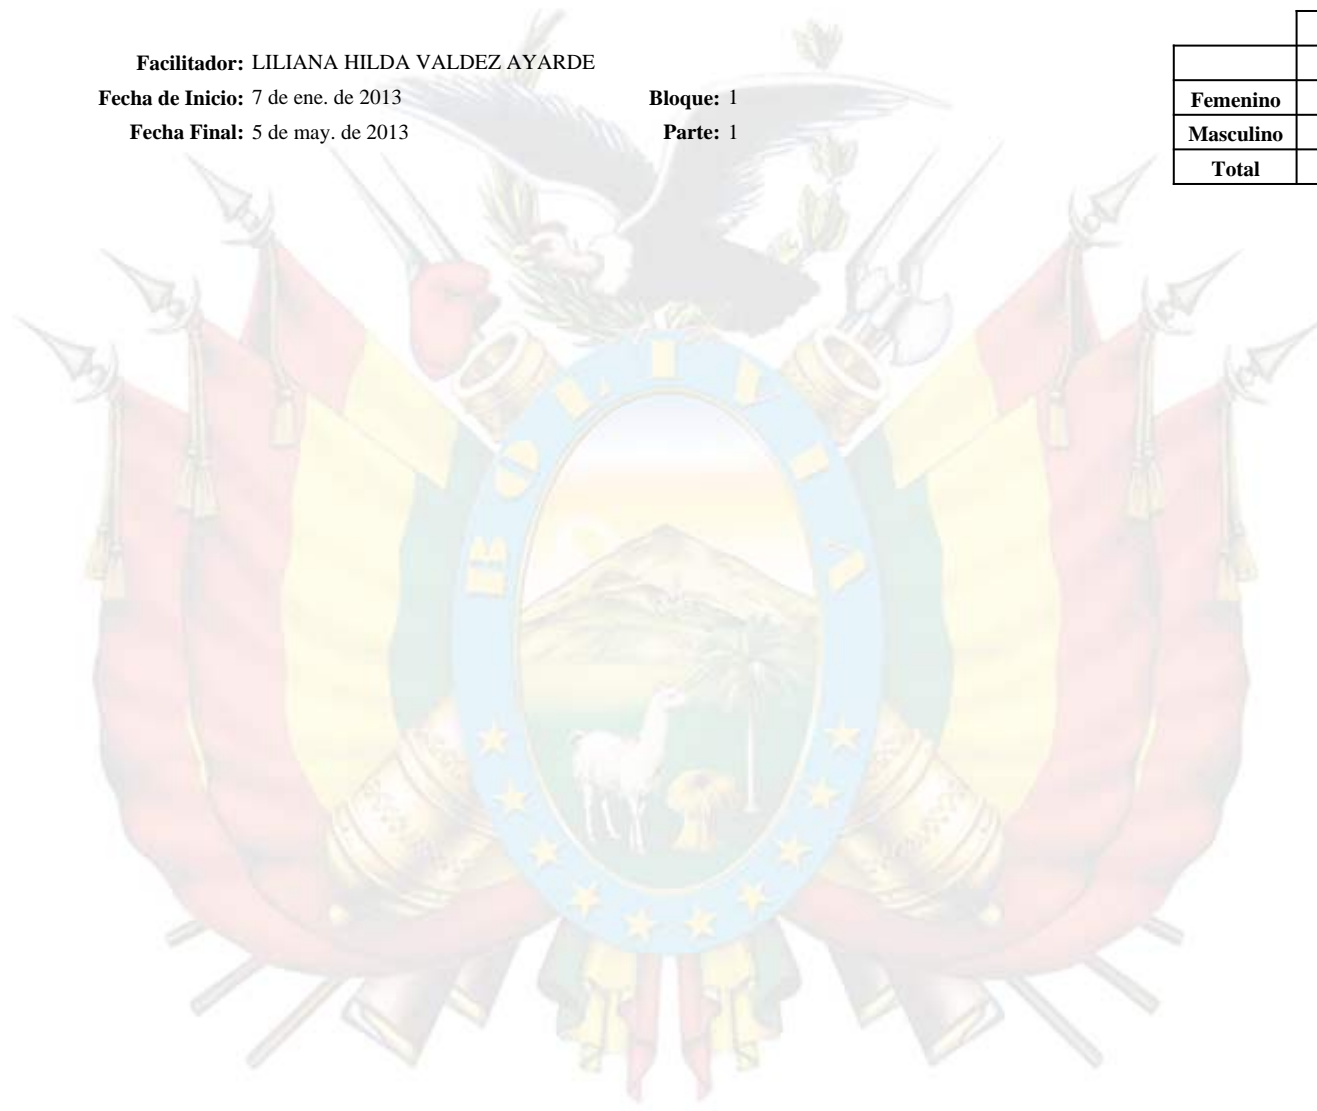 Facilitador: LILIANA HILDA VALDEZ AYARDE
Fecha de Inicio: 7 de ene. de 2013 Bloque: 1
Fecha Final: 5 de may. de 2013 Parte: 1
Femenino
Masculino
Total
BOLIVIA